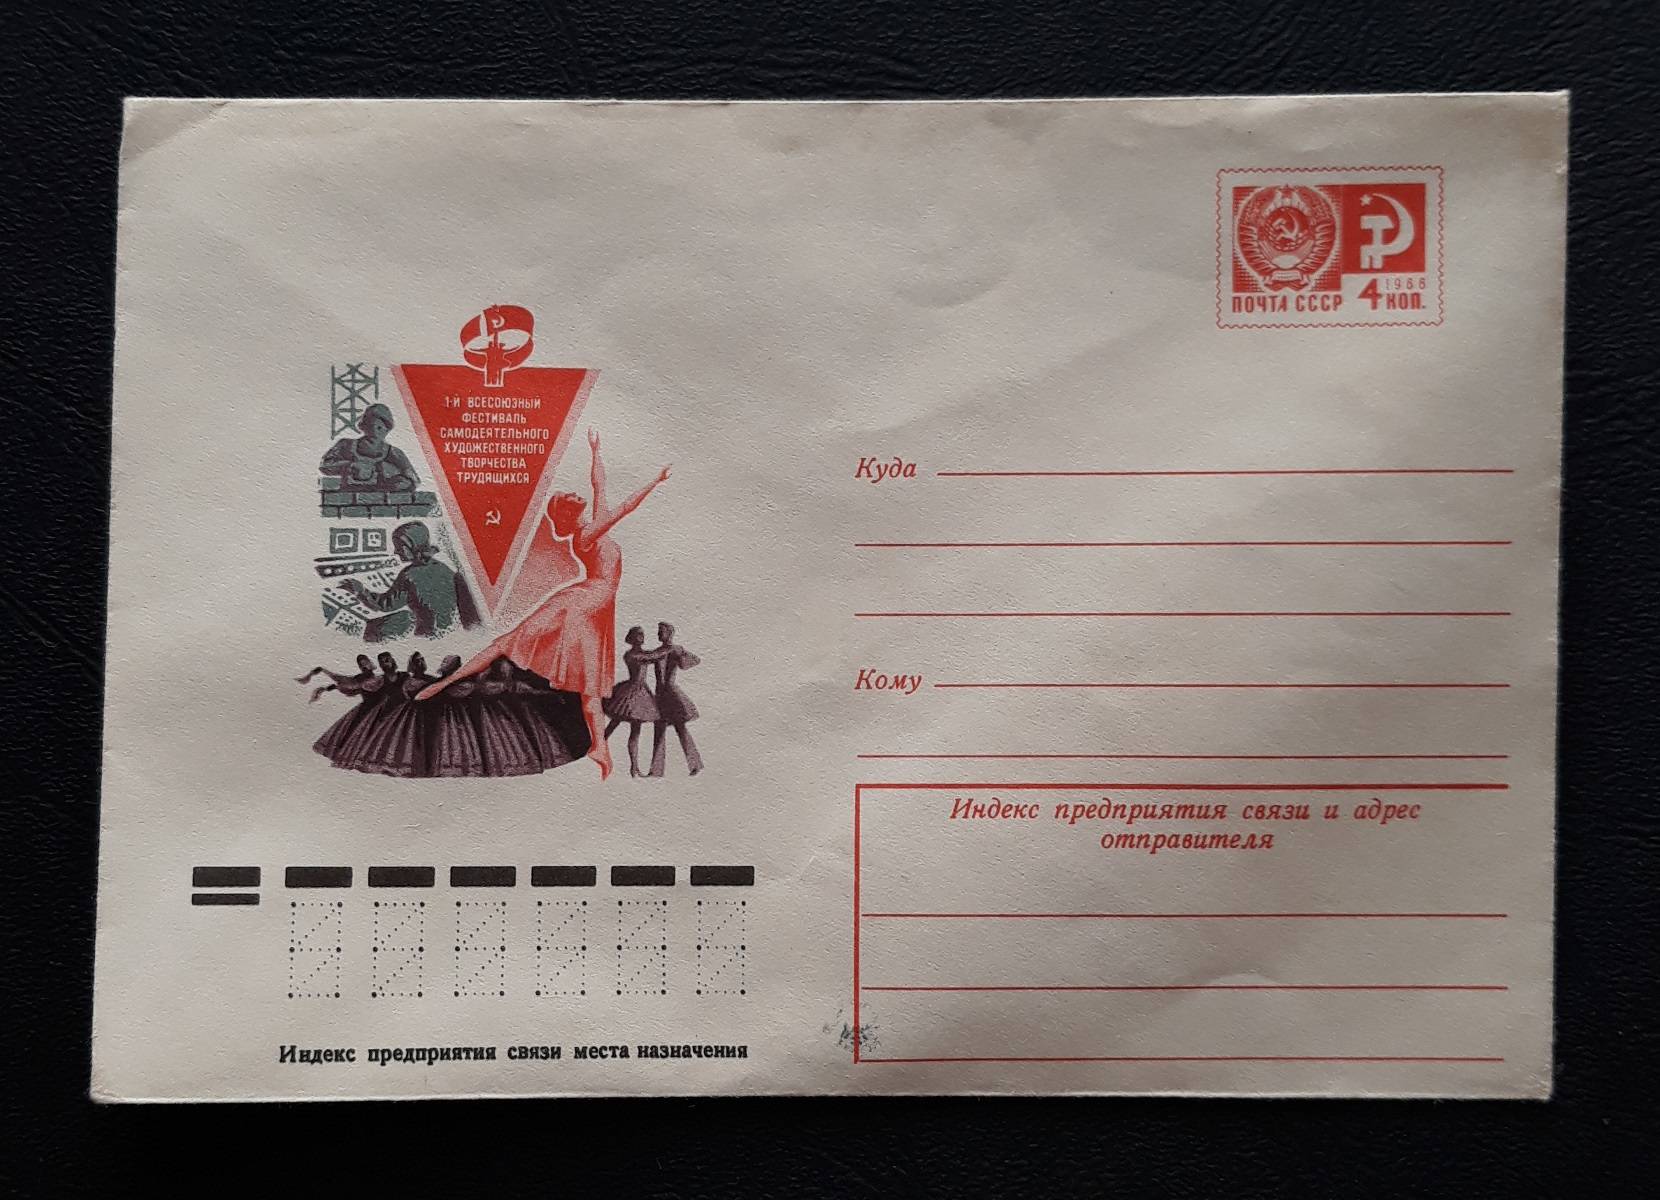 1966
ПОЧТА СССР 4 КОП.
1-Й ВСЕСОЮЗНЫЙ
ФЕСТИВАЛЬ
САМОДЕЯТЕЛЬНОГО
ХУДОЖЕСТВЕННОГО
ТВОРЧЕСТВА
ТРУДЯЩИХСЯ
Куда
Кому
Индекс предприятия связи и адрес
отправителя
Индекс предприятия связи места назначения